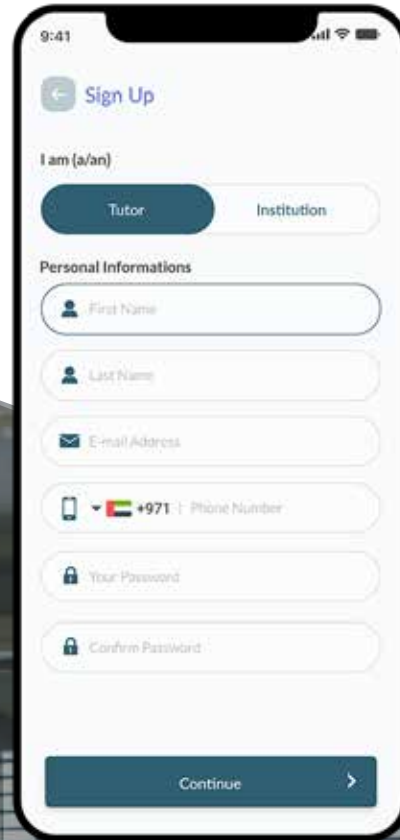 9:41
Sign Up
I am (a/an)
Tutor Institution
Personal Informations
First Name
Last Name
E-mail Address
+971 | Phone Number
Your Password
Confirm Password
Continue